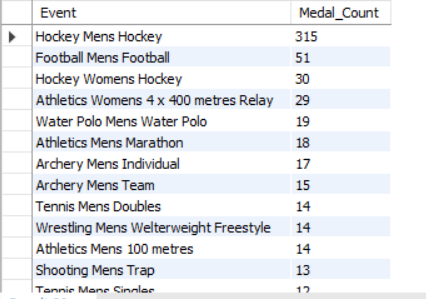 Event Medal_Count
Hockey Mens Hockey 315
Football Mens Football 51
Hockey Womens Hockey 30
Athletics Womens 4 x 400 metres Relay 29
Water Polo Mens Water Polo 19
Athletics Mens Marathon 18
Archery Mens Individual 17
Archery Mens Team 15
Tennis Mens Doubles 14
Wrestling Mens Welterweight Freestyle 14
Athletics Mens 100 metres 14
Shooting Mens Trap 13
Tennis Mens Singles 12